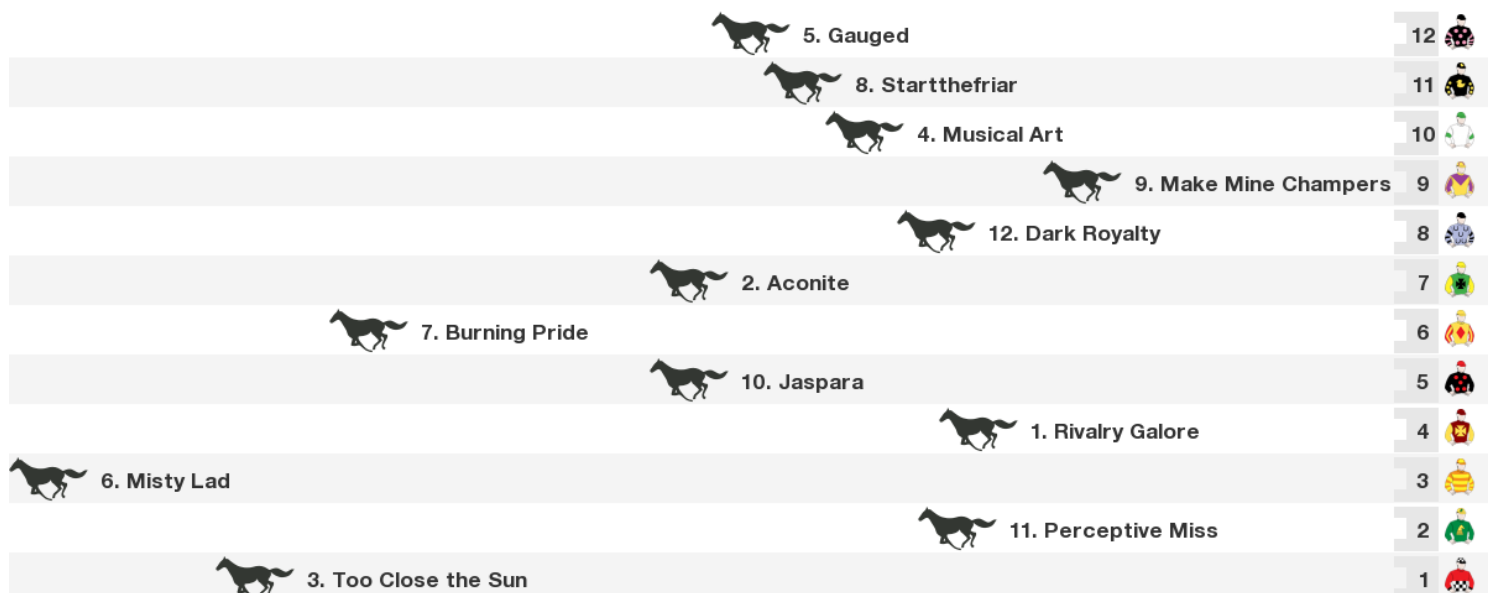 5. Gauged 12
8. Startthefriar 11
4. Musical Art 10
9. Make Mine Champers 9
12. Dark Royalty 8
2. Aconite 7
7. Burning Pride 6
10. Jaspara 5
1. Rivalry Galore 4
6. Misty Lad 3
11. Perceptive Miss 2
3. Too Close the Sun 1